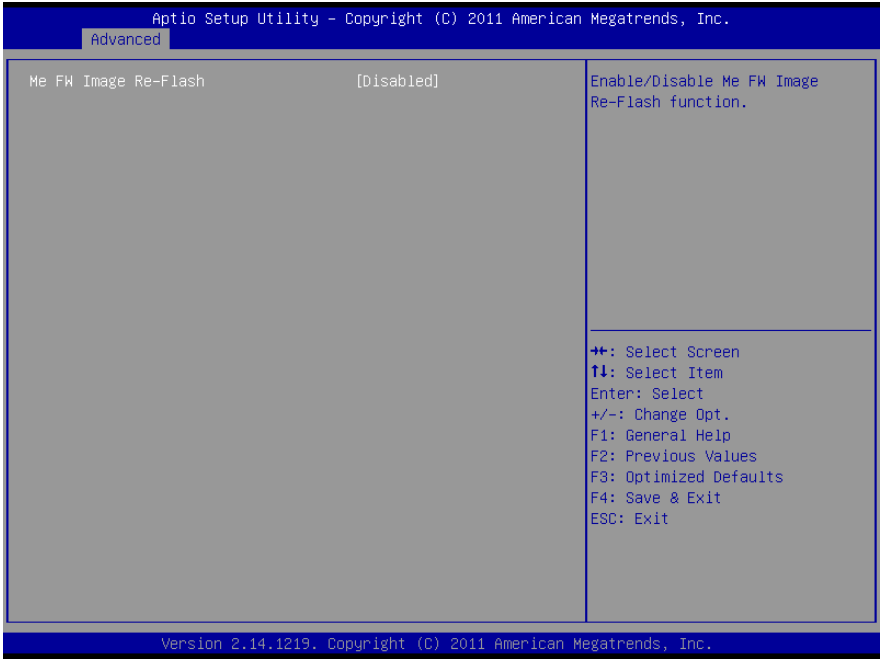 Aptio Setup Utility – Copyright (C) 2011 American Megatrends, Inc.
Advanced
Me FW Image Re-Flash [Disabled]
Enable/Disable Me FW Image
Re-Flash function.
→←: Select Screen
↑↓: Select Item
Enter: Select
+/-: Change Opt.
F1: General Help
F2: Previous Values
F3: Optimized Defaults
F4: Save & Exit
ESC: Exit
Version 2.14.1219. Copyright (C) 2011 American Megatrends, Inc.